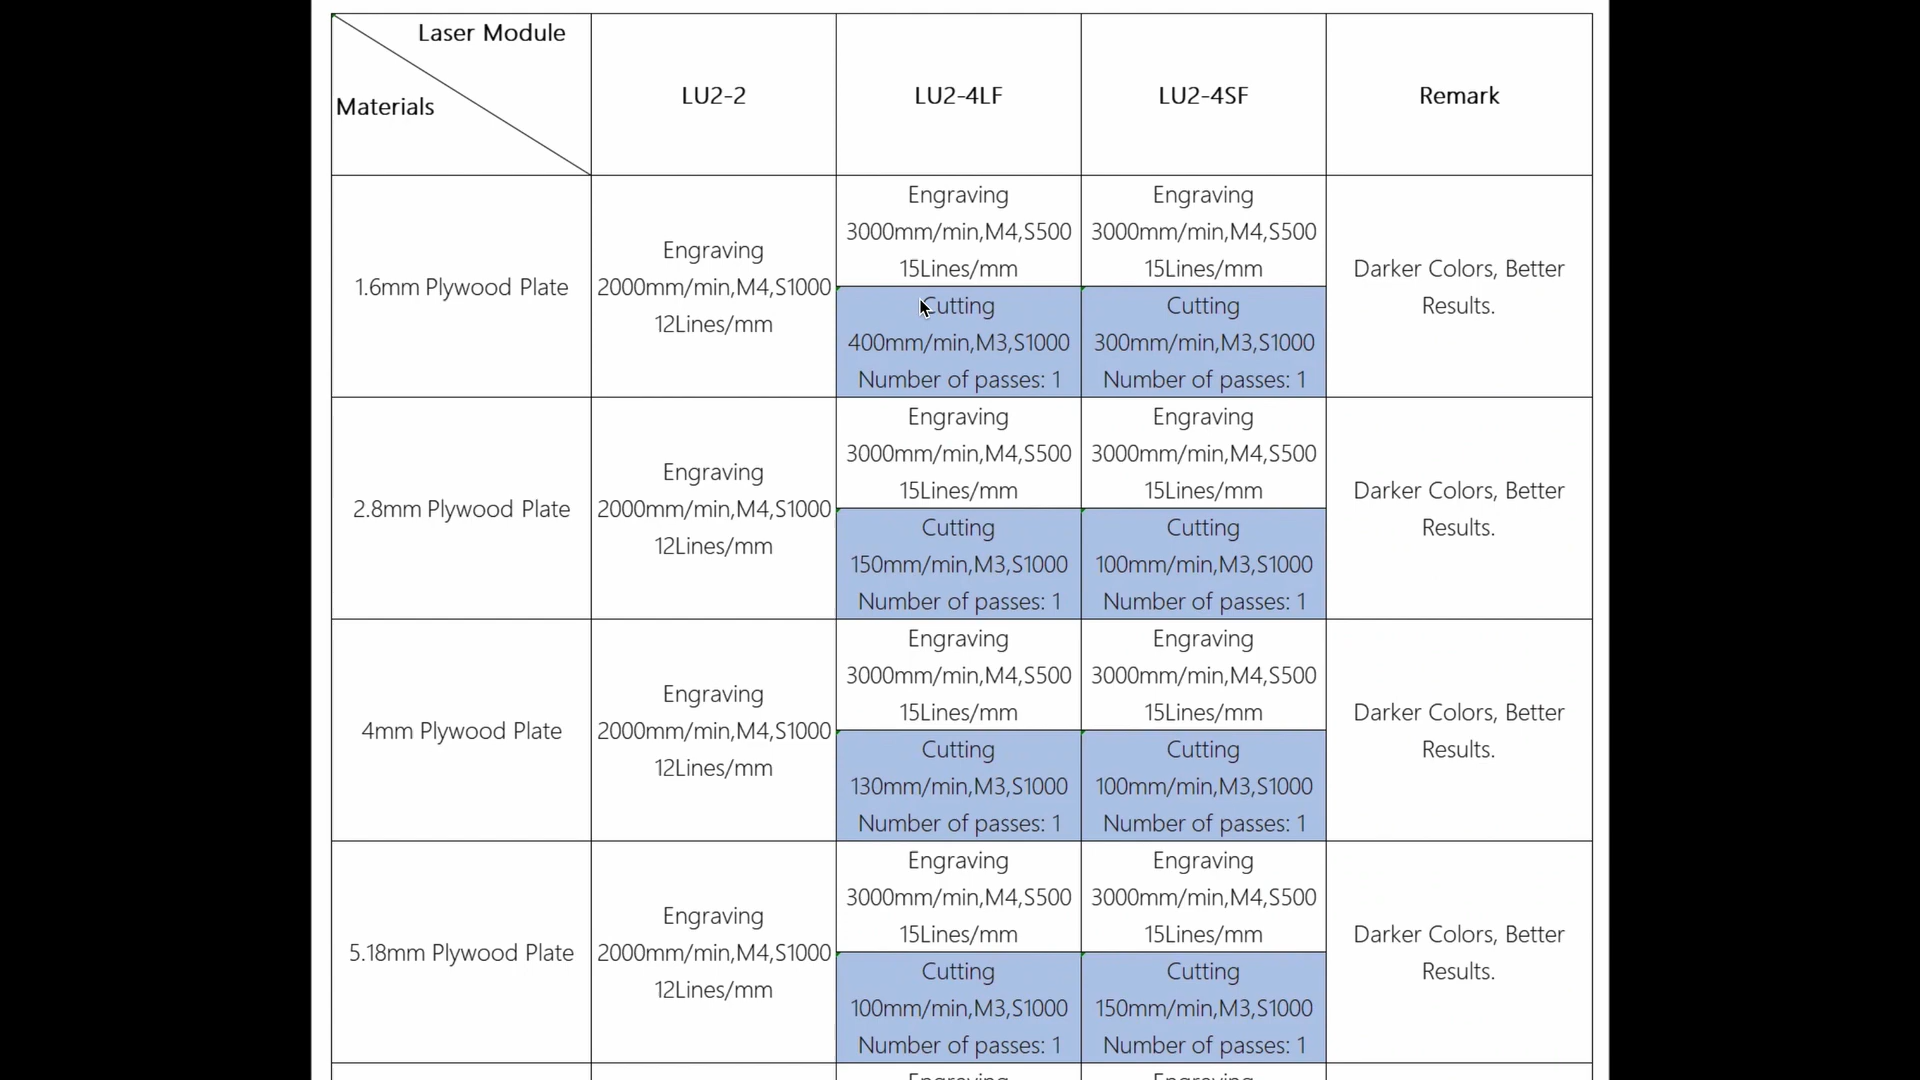 Laser Module
Materials
LU2-2
LU2-4LF
LU2-4SF
Remark
1.6mm Plywood Plate
Engraving
2000mm/min,M4,S1000
12Lines/mm
Engraving
3000mm/min,M4,S500
15Lines/mm
Cutting
400mm/min,M3,S1000
Number of passes: 1
Engraving
3000mm/min,M4,S500
15Lines/mm
Cutting
300mm/min,M3,S1000
Number of passes: 1
Darker Colors, Better
Results.
2.8mm Plywood Plate
Engraving
2000mm/min,M4,S1000
12Lines/mm
Engraving
3000mm/min,M4,S500
15Lines/mm
Cutting
150mm/min,M3,S1000
Number of passes: 1
Engraving
3000mm/min,M4,S500
15Lines/mm
Cutting
100mm/min,M3,S1000
Number of passes: 1
Darker Colors, Better
Results.
4mm Plywood Plate
Engraving
2000mm/min,M4,S1000
12Lines/mm
Engraving
3000mm/min,M4,S500
15Lines/mm
Cutting
130mm/min,M3,S1000
Number of passes: 1
Engraving
3000mm/min,M4,S500
15Lines/mm
Cutting
100mm/min,M3,S1000
Number of passes: 1
Darker Colors, Better
Results.
5.18mm Plywood Plate
Engraving
2000mm/min,M4,S1000
12Lines/mm
Engraving
3000mm/min,M4,S500
15Lines/mm
Cutting
100mm/min,M3,S1000
Number of passes: 1
Engraving
3000mm/min,M4,S500
15Lines/mm
Cutting
150mm/min,M3,S1000
Number of passes: 1
Darker Colors, Better
Results.
Engraving
Engraving